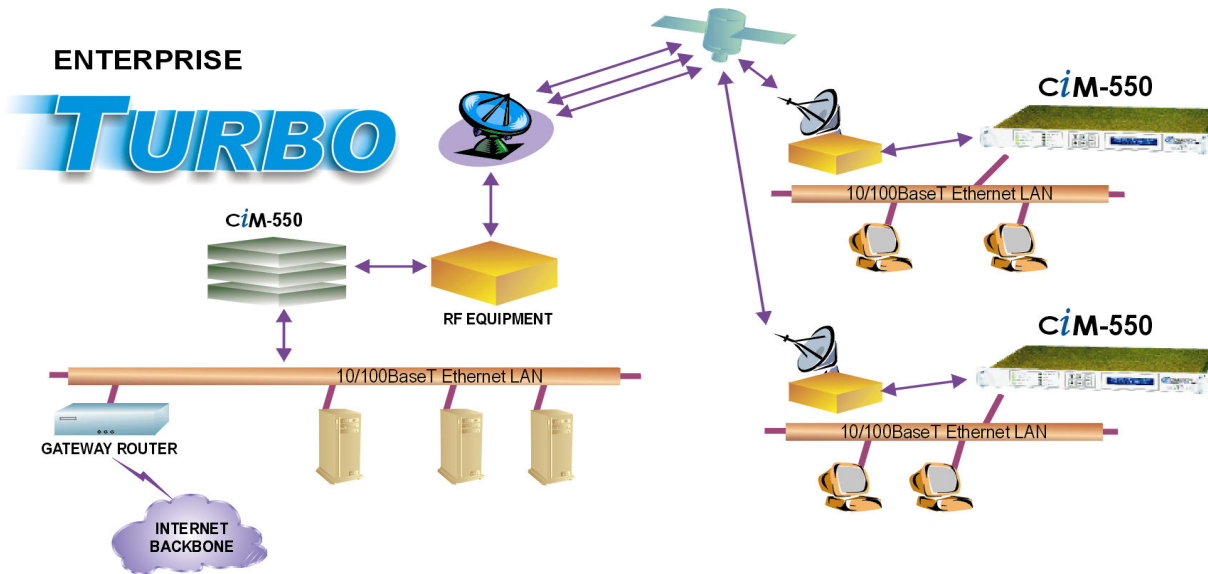 ENTERPRISE
TURBO
CiM-550
CiM-550
10/100BaseT Ethernet LAN
RF EQUIPMENT
CiM-550
10/100BaseT Ethernet LAN
GATEWAY ROUTER
10/100BaseT Ethernet LAN
INTERNET
BACKBONE